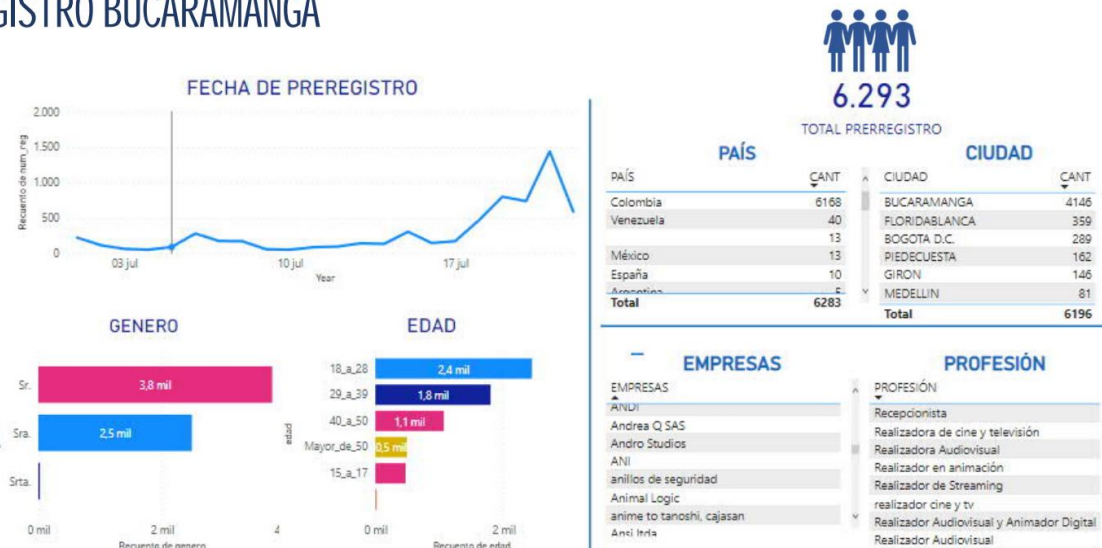 GISTRO BUCARAMANGA
6.293
TOTAL PRERREGISTRO
FECHA DE PREREGISTRO
Recuento de num_reg
2.000
1.500
1.000
500
0
03 jul
10 jul
17 jul
Year
PAÍS
PAÍS CANT
Colombia 6168
Venezuela 40
13
México 13
España 10
Argentina 5
Total 6283
CIUDAD
CIUDAD CANT
BUCARAMANGA 4146
FLORIDABLANCA 359
BOGOTA D.C. 289
PIEDECUESTA 162
GIRON 146
MEDELLIN 81
Total 6196
GENERO
Sr. 3,8 mil
Sra. 2,5 mil
Srta.
0 mil 2 mil 4
Recuento de genero
EDAD
edad
18_a_28 2,4 mil
29_a_39 1,8 mil
40_a_50 1,1 mil
Mayor_de_50 0,5 mil
15_a_17
0 mil 2 mil
Recuento de edad
EMPRESAS
EMPRESAS
ANDI
Andrea Q SAS
Andro Studios
ANI
anillos de seguridad
Animal Logic
anime to tanoshi, cajasan
Ansi ltda
PROFESIÓN
PROFESIÓN
Recepcionista
Realizadora de cine y televisión
Realizadora Audiovisual
Realizador en animación
Realizador de Streaming
realizador cine y tv
Realizador Audiovisual y Animador Digital
Realizador Audiovisual